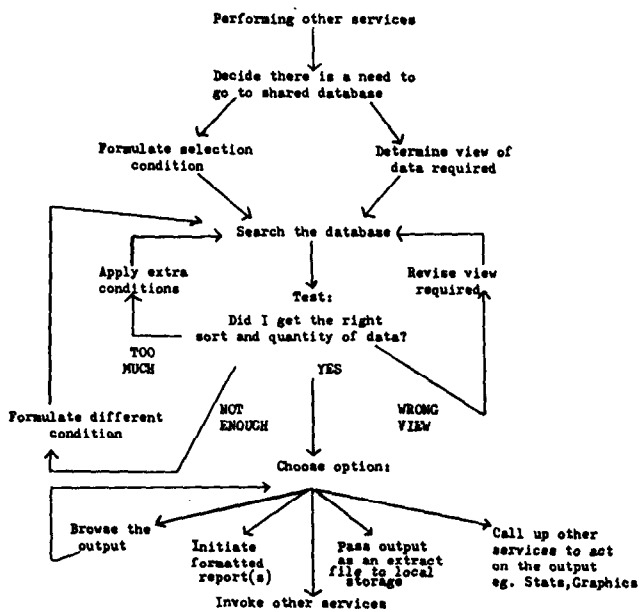 Performing other services
Decide there is a need to
go to shared database
Formulate selection
condition
Determine view of
data required
Search the database
Apply extra
conditions
Revise view
required
Test:
Did I get the right
sort and quantity of data?
TOO
MUCH
YES
NOT
ENOUGH
WRONG
VIEW
Formulate different
condition
Choose option:
Browse the
output
Initiate
formatted
report(s)
Pass output
as an extract
file to local
storage
Call up other
services to act
on the output
eg. Stats,Graphics
Invoke other services